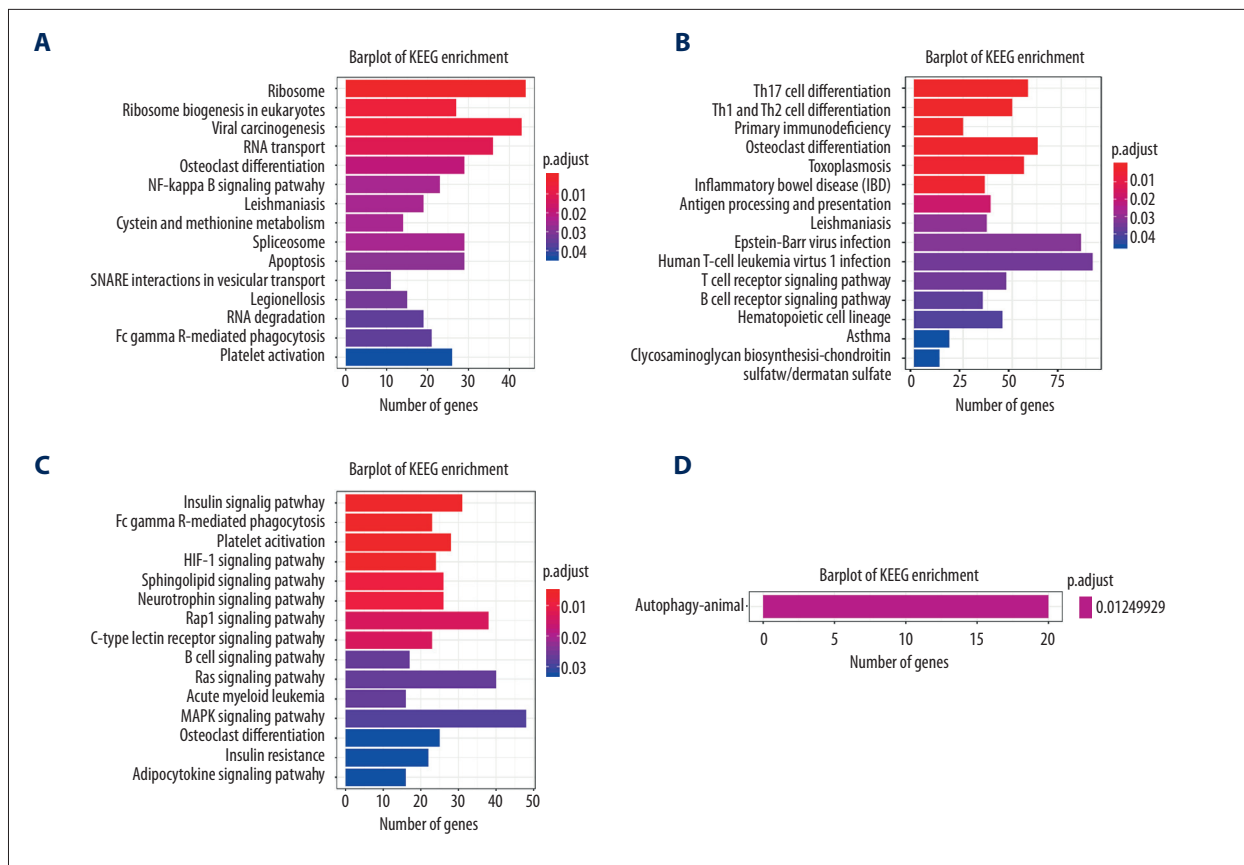 A
Barplot of KEEG enrichment
Ribosome
Ribosome biogenesis in eukaryotes
Viral carcinogenesis
RNA transport
Osteoclast differentiation
NF-kappa B signaling patwahy
Leishmaniasis
Cystein and methionine metabolism
Spliceosome
Apoptosis
SNARE interactions in vesicular transport
Legionellosis
RNA degradation
Fc gamma R-mediated phagocytosis
Platelet activation
0 10 20 30 40
Number of genes
p.adjust
0.01
0.02
0.03
0.04
B
Barplot of KEEG enrichment
Th17 cell differentiation
Th1 and Th2 cell differentiation
Primary immunodeficiency
Osteoclast differentiation
Toxoplasmosis
Inflammatory bowel disease (IBD)
Antigen processing and presentation
Leishmaniasis
Epstein-Barr virus infection
Human T-cell leukemia virtus 1 infection
T cell receptor signaling pathway
B cell receptor signaling pathway
Hematopoietic cell lineage
Asthma
Clycosaminoglycan biosynthesisi-chondroitin
sulfatw/dermatan sulfate
0 25 50 75
Number of genes
p.adjust
0.01
0.02
0.03
0.04
C
Barplot of KEEG enrichment
Insulin signalig patwhay
Fc gamma R-mediated phagocytosis
Platelet acitivation
HIF-1 signaling patwahy
Sphingolipid signaling patwahy
Neurotrophin signaling patwahy
Rap1 signaling patwahy
C-type lectin receptor signaling patwahy
B cell signaling patwahy
Ras signaling patwahy
Acute myeloid leukemia
MAPK signaling patwahy
Osteoclast differentiation
Insulin resistance
Adipocytokine signaling patwahy
0 10 20 30 40 50
Number of genes
p.adjust
0.01
0.02
0.03
D
Barplot of KEEG enrichment
Autophagy-animal
0 5 10 15 20
Number of genes
p.adjust
0.01249929